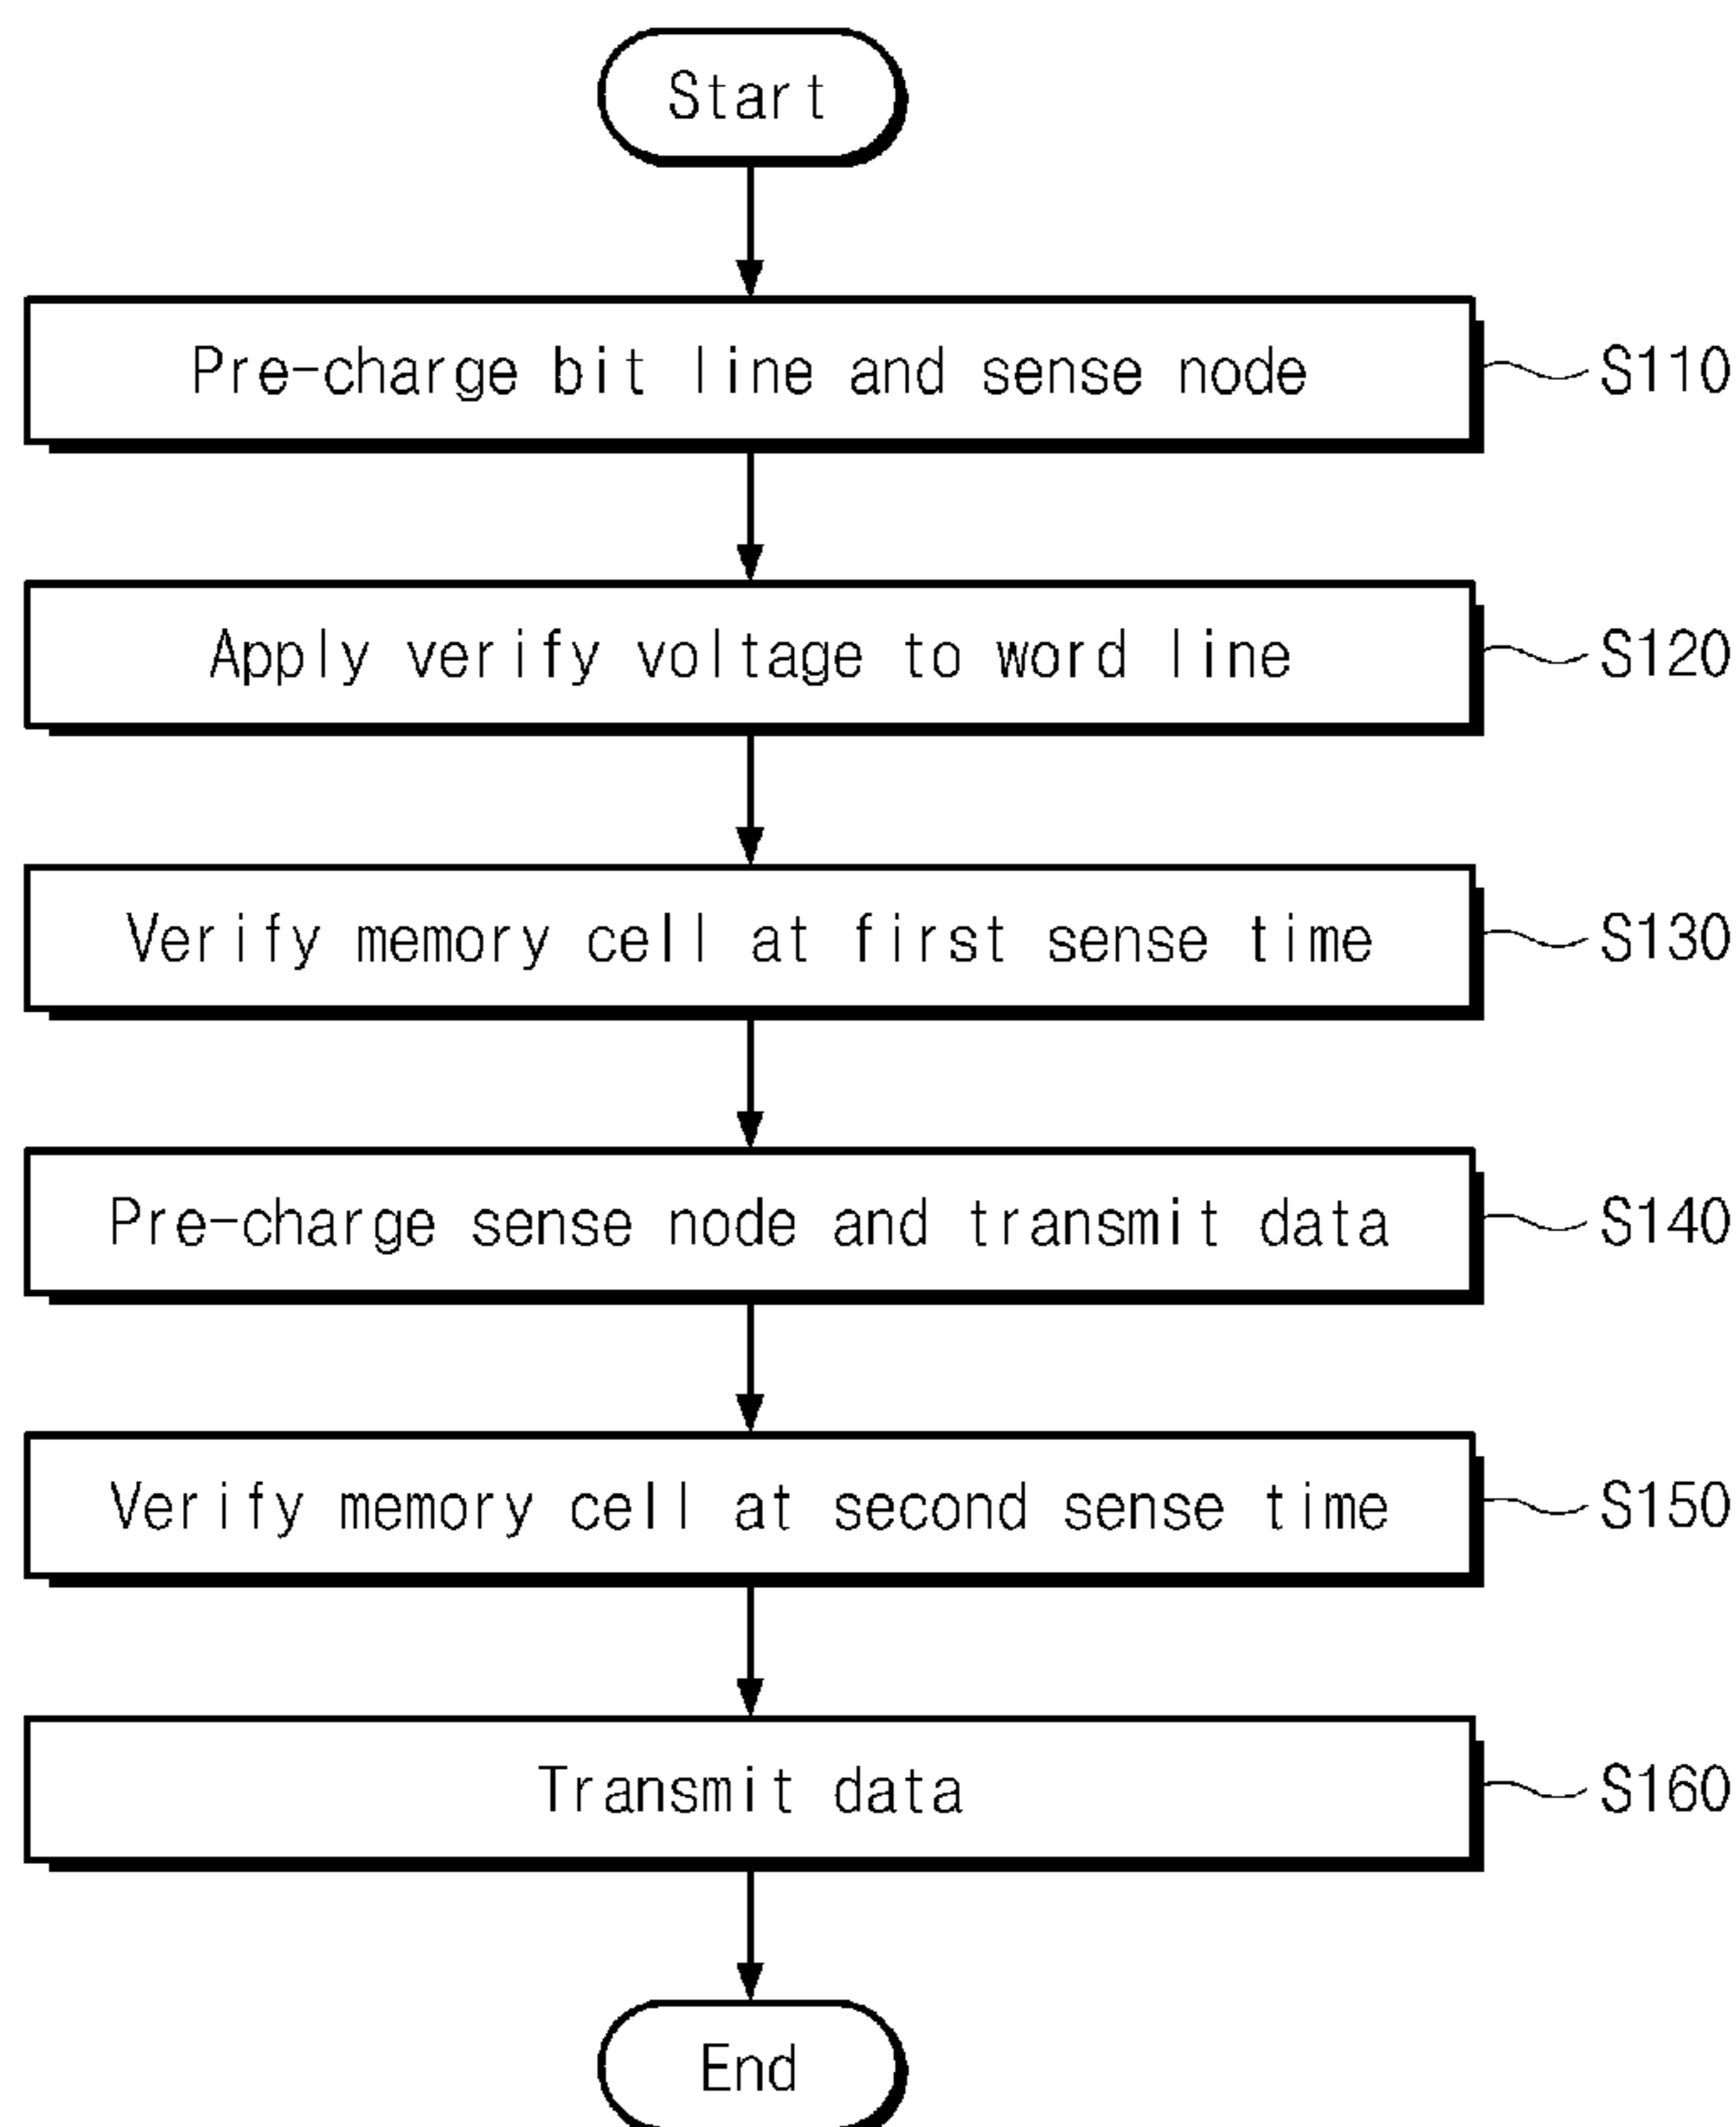 Start
Pre-charge bit line and sense node
S110
Apply verify voltage to word line
S120
Verify memory cell at first sense time
S130
Pre-charge sense node and transmit data
S140
Verify memory cell at second sense time
S150
Transmit data
S160
End